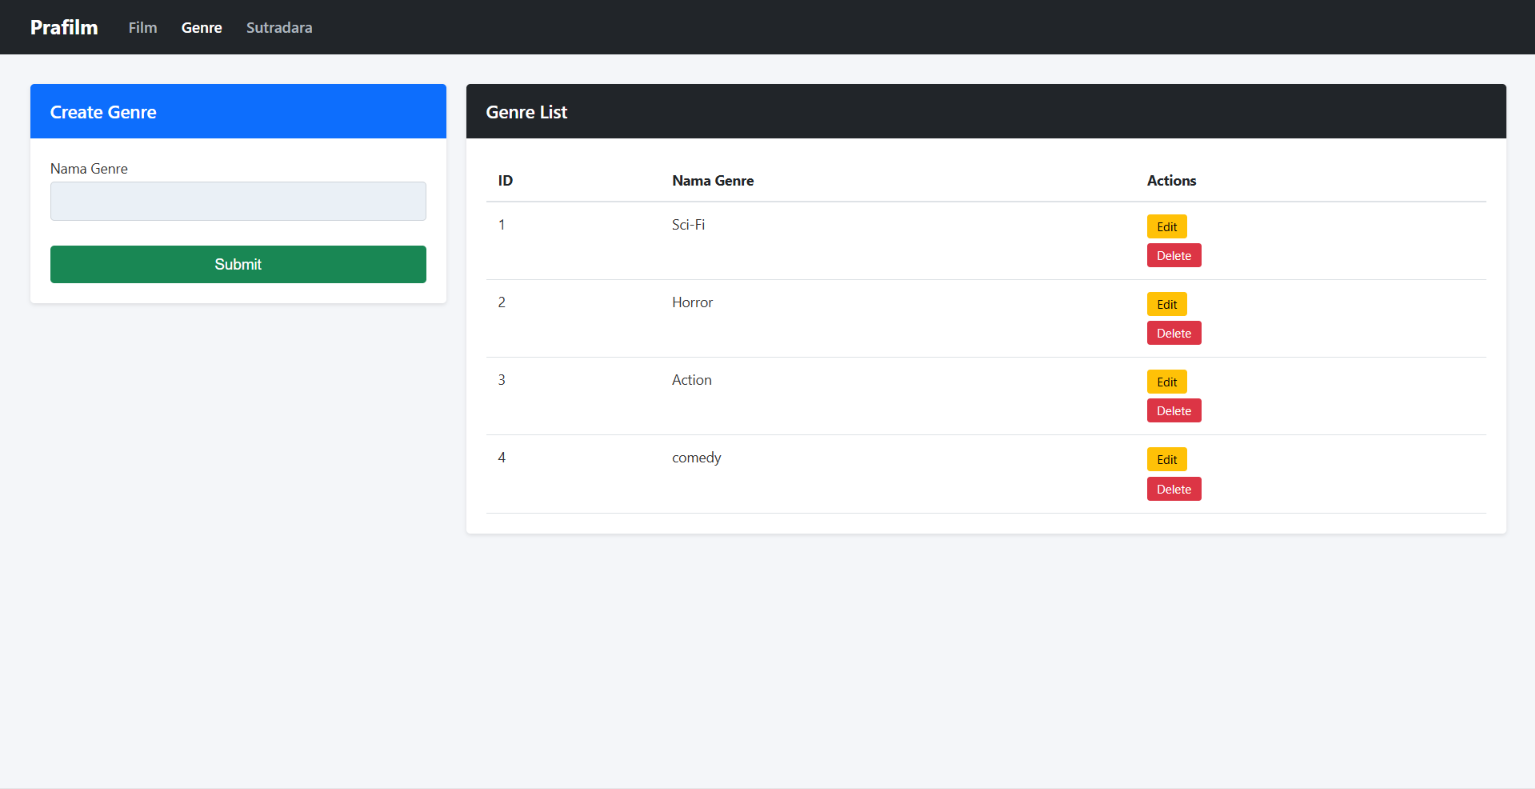 Prafilm Film Genre Sutradara
Create Genre
Nama Genre
Submit
Genre List
ID Nama Genre Actions
1 Sci-Fi Edit
Delete
2 Horror Edit
Delete
3 Action Edit
Delete
4 comedy Edit
Delete